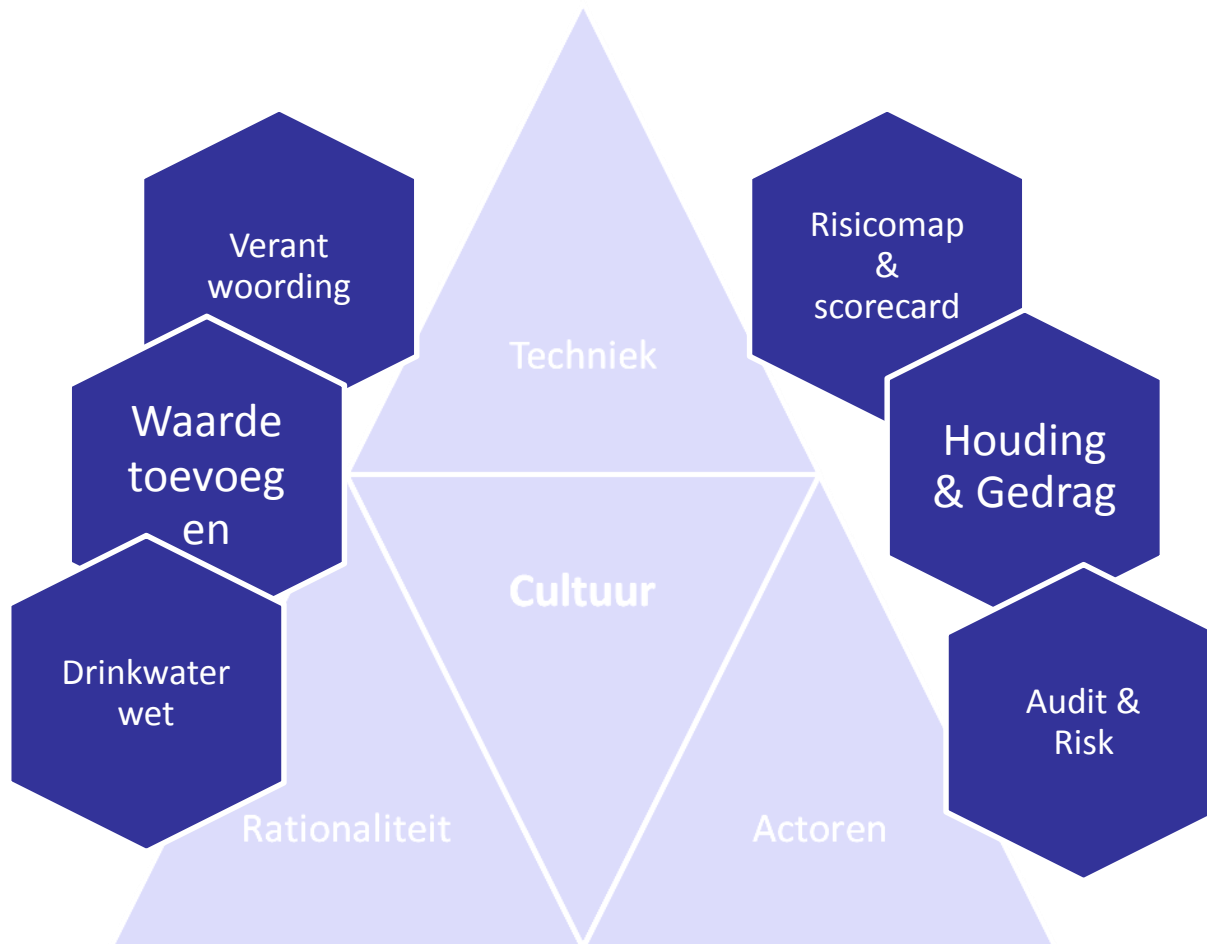 Verant
woording
Waarde
toevoeg
en
Drinkwater
wet
Techniek
Cultuur
Rationaliteit
Actoren
Risicomap
&
scorecard
Houding
& Gedrag
Audit &
Risk